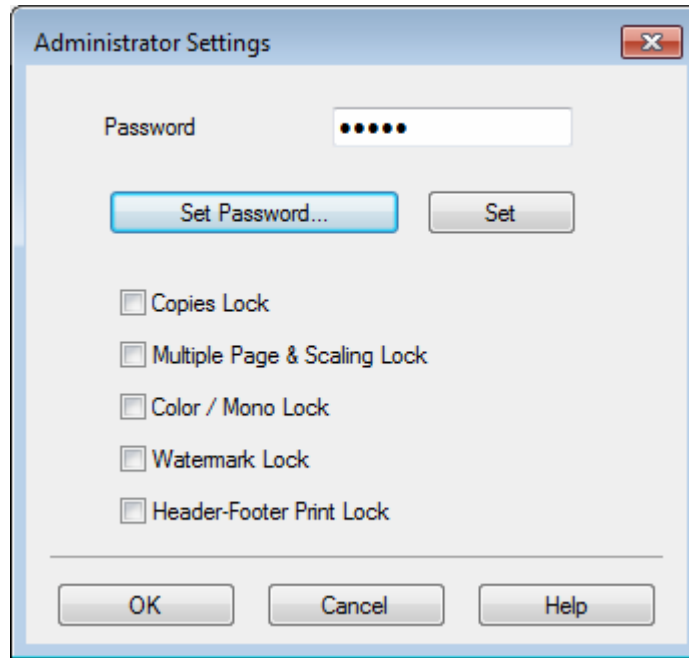 Administrator Settings
Password •••••
Set Password... Set
Copies Lock
Multiple Page & Scaling Lock
Color / Mono Lock
Watermark Lock
Header-Footer Print Lock
OK Cancel Help